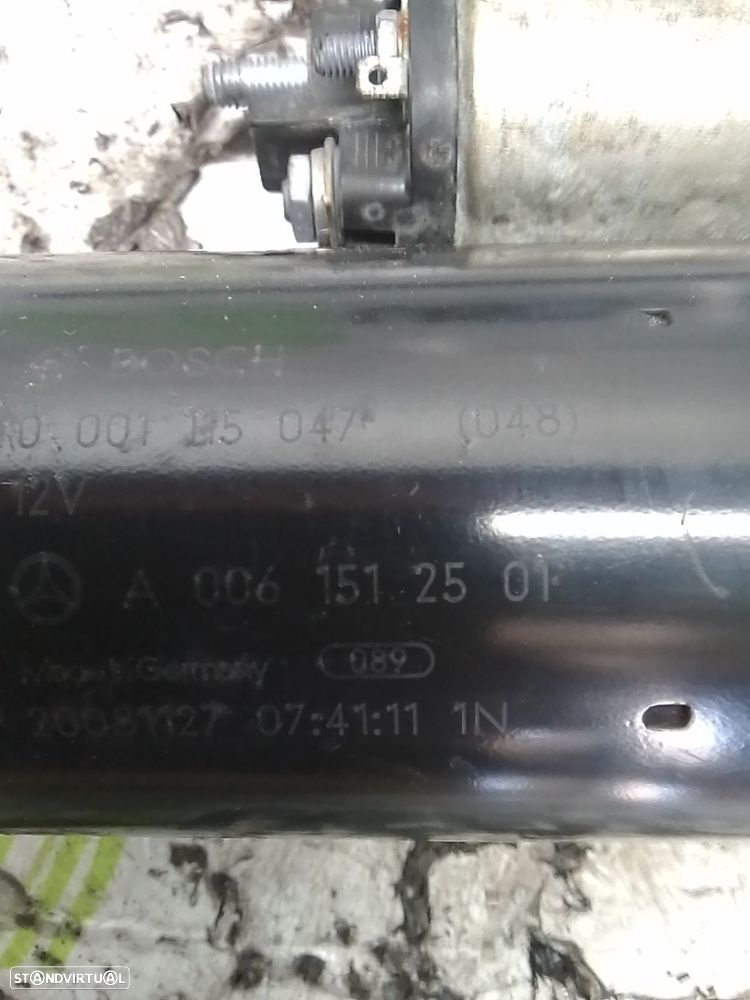 BOSCH
0 001 115 047 (048)
12V
A 006 151 25 01
Made in Germany 089
20081127 07:41:11 1N
STANDVIRTUAL